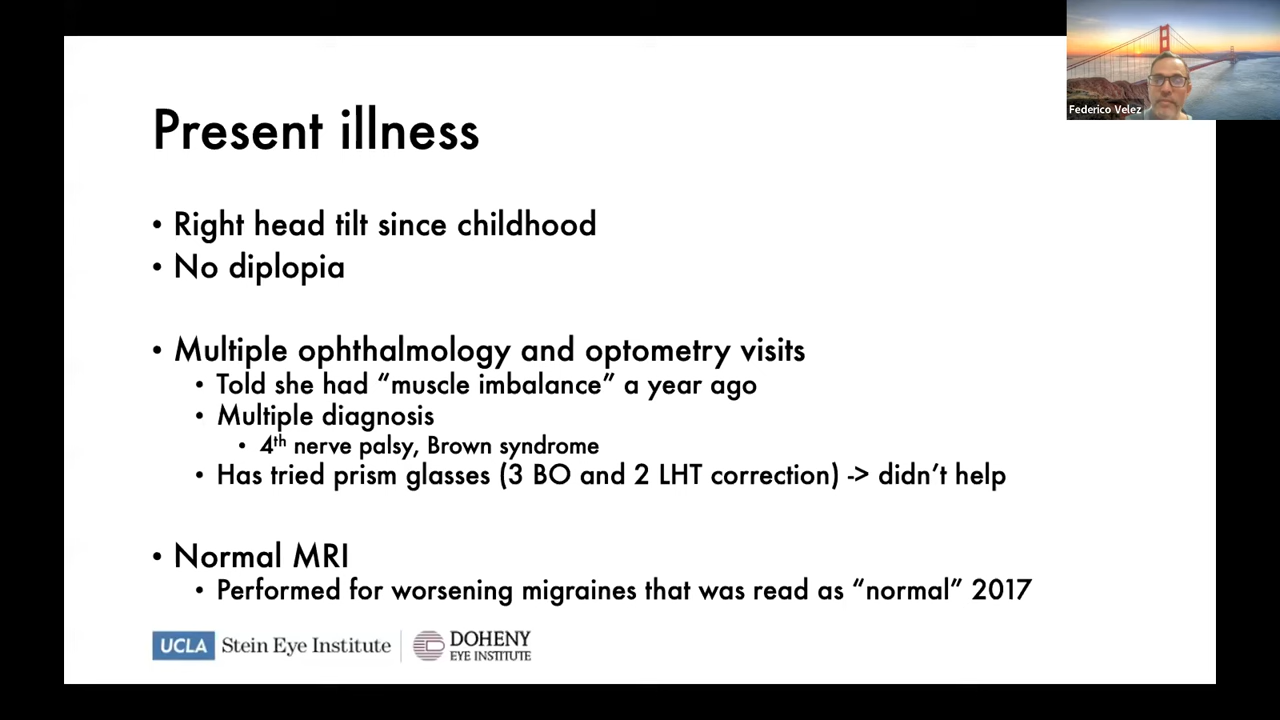 Federico Velez
Present illness
• Right head tilt since childhood
• No diplopia
• Multiple ophthalmology and optometry visits
• Told she had “muscle imbalance” a year ago
• Multiple diagnosis
• 4th nerve palsy, Brown syndrome
• Has tried prism glasses (3 BO and 2 LHT correction) -> didn’t help
• Normal MRI
• Performed for worsening migraines that was read as “normal” 2017
UCLA Stein Eye Institute
DOHENY
EYE INSTITUTE